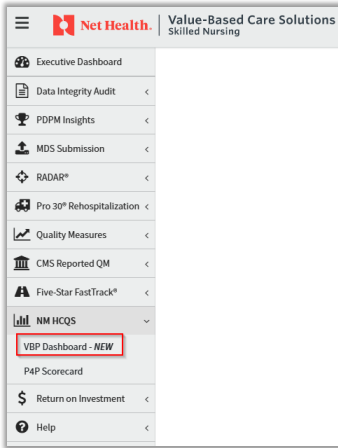 Net Health®
Value-Based Care Solutions
Skilled Nursing
Executive Dashboard
Data Integrity Audit
PDPM Insights
MDS Submission
RADAR®
Pro 30® Rehospitalization
Quality Measures
CMS Reported QM
Five-Star FastTrack®
NM HCQS
VBP Dashboard - NEW
P4P Scorecard
Return on Investment
Help